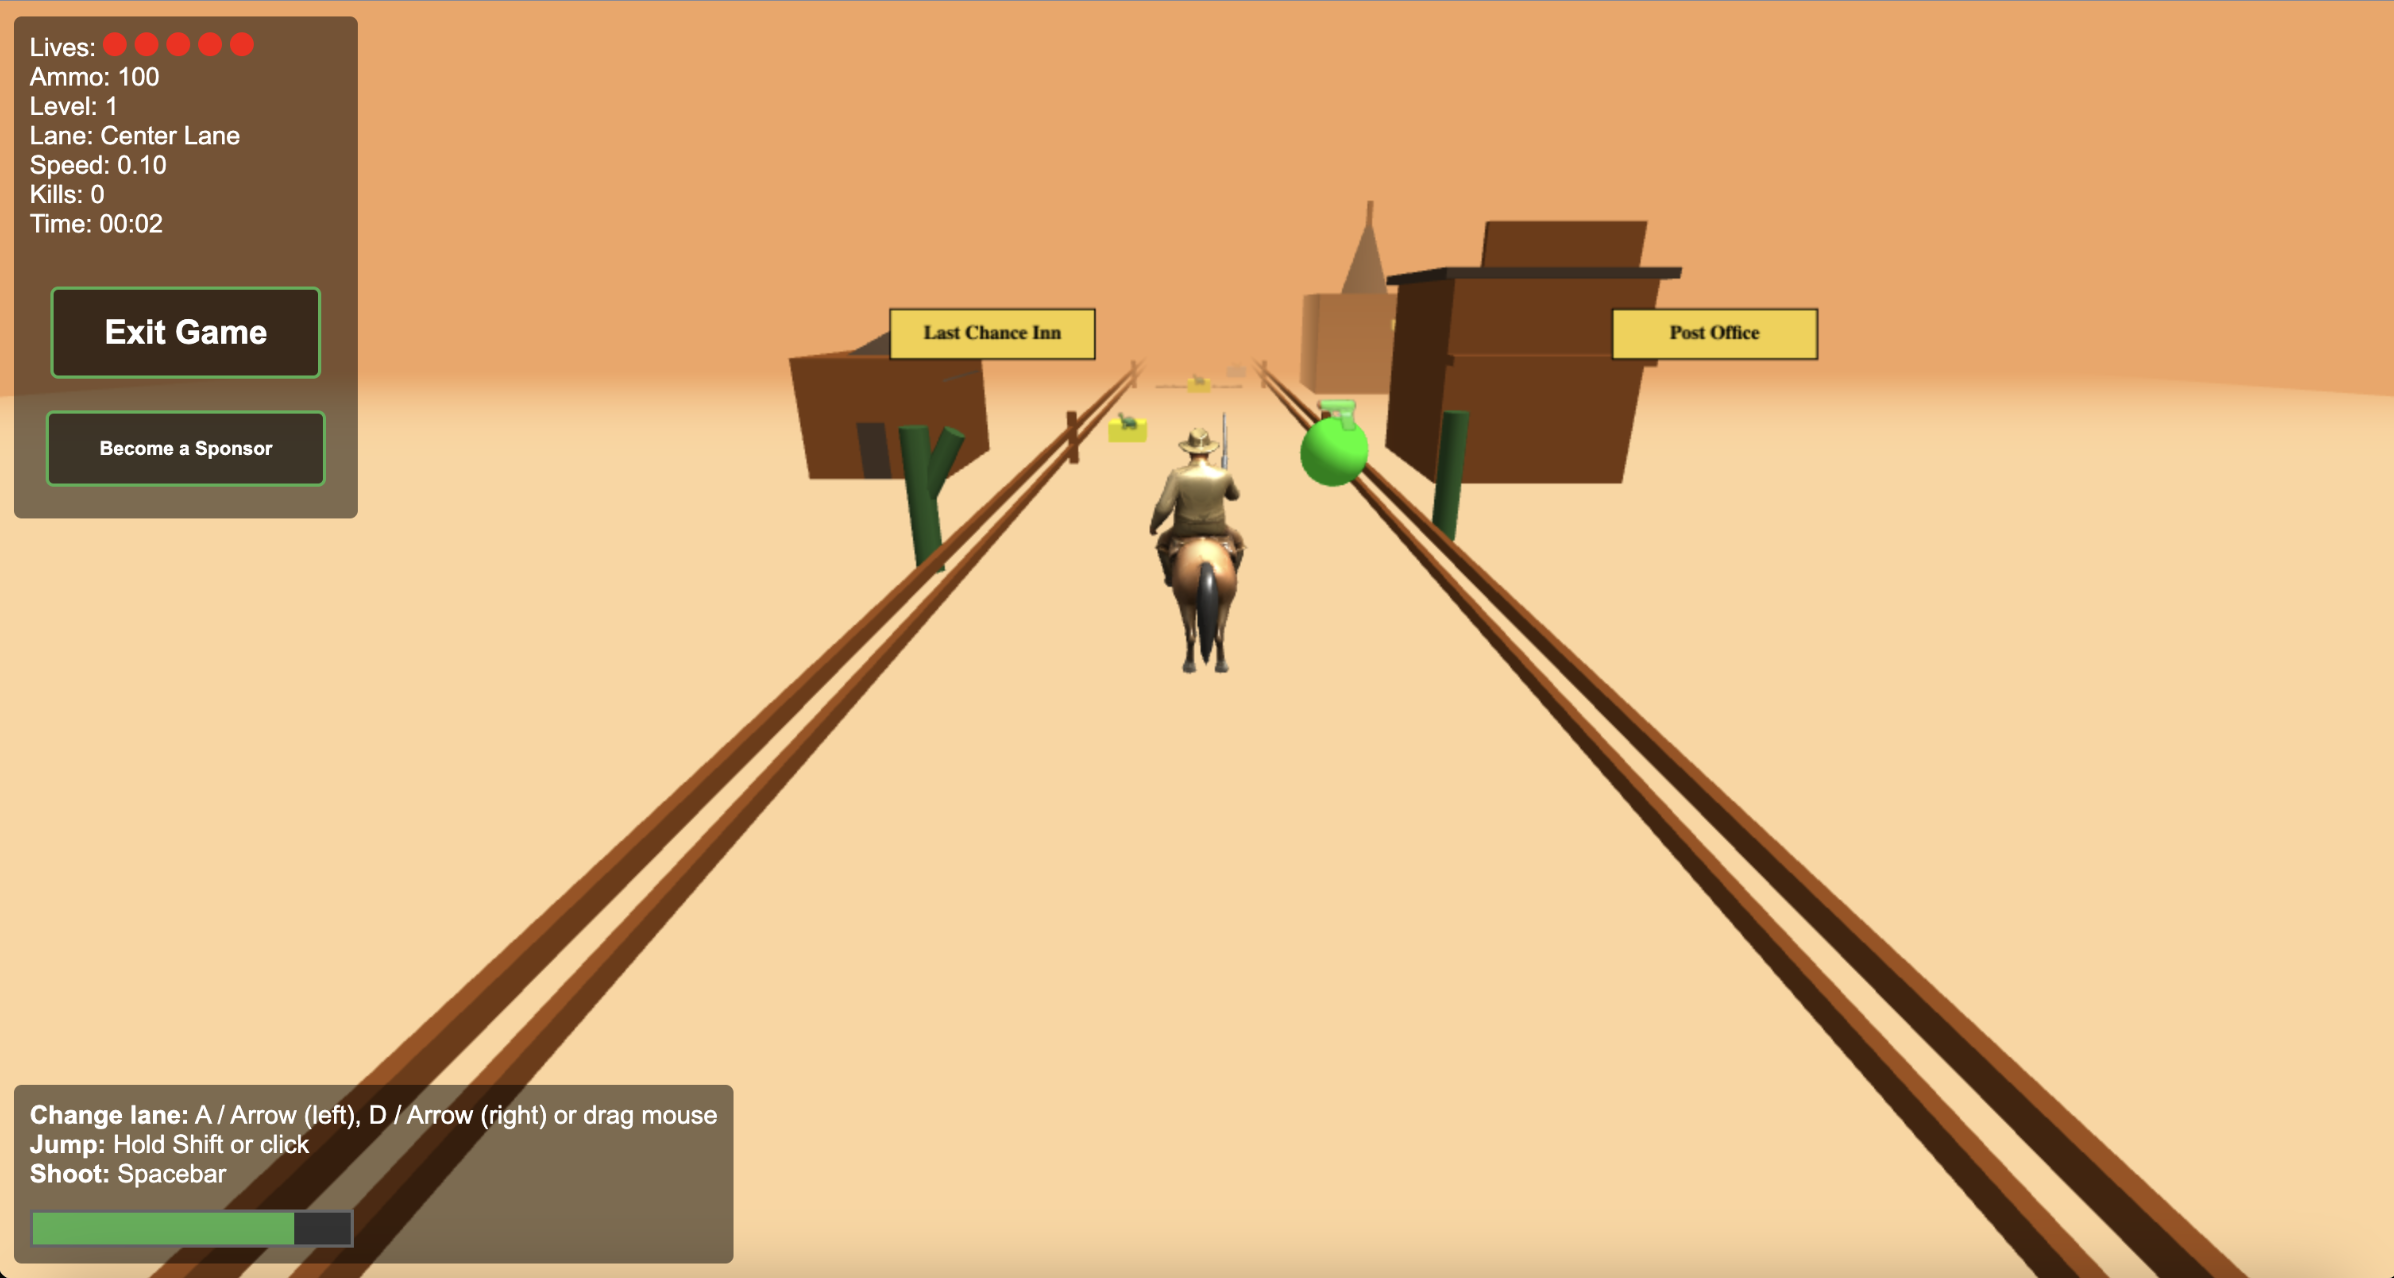 Lives:
Ammo: 100
Level: 1
Lane: Center Lane
Speed: 0.10
Kills: 0
Time: 00:02
Exit Game
Become a Sponsor
Last Chance Inn
Post Office
Change lane: A / Arrow (left), D / Arrow (right) or drag mouse
Jump: Hold Shift or click
Shoot: Spacebar